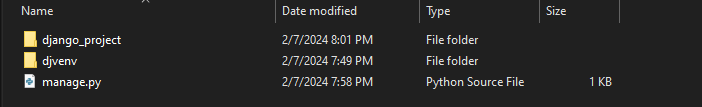 Name Date modified Type Size
django_project 2/7/2024 8:01 PM File folder
djvenv 2/7/2024 7:49 PM File folder
manage.py 2/7/2024 7:58 PM Python Source File 1 KB